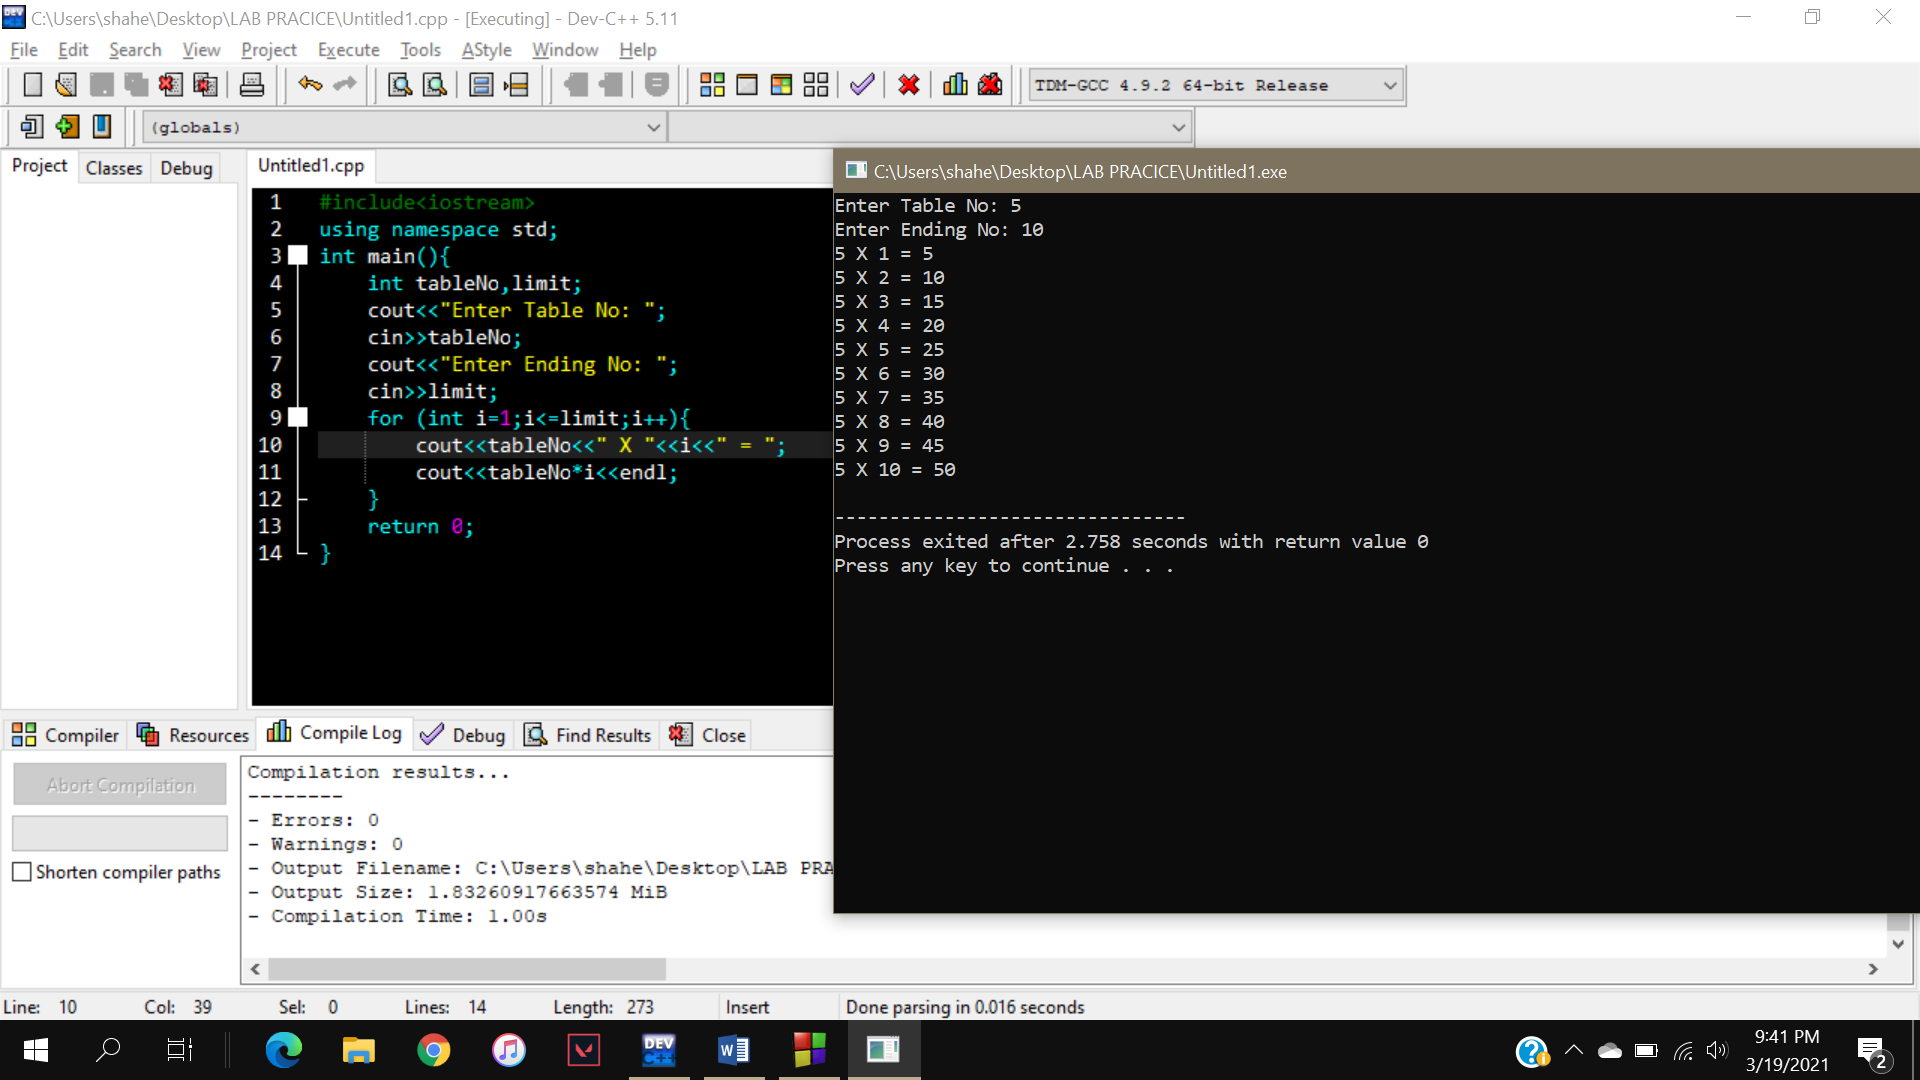 C:\Users\shahe\Desktop\LAB PRACICE\Untitled1.cpp - [Executing] - Dev-C++ 5.11
File Edit Search View Project Execute Tools AStyle Window Help
TDM-GCC 4.9.2 64-bit Release
(globals)
Project Classes Debug
Untitled1.cpp
1 #include<iostream>
2 using namespace std;
3 int main(){
4 int tableNo,limit;
5 cout<<"Enter Table No: ";
6 cin>>tableNo;
7 cout<<"Enter Ending No: ";
8 cin>>limit;
9 for (int i=1;i<=limit;i++){
10 cout<<tableNo<<" X "<<i<<" = ";
11 cout<<tableNo*i<<endl;
12 }
13 return 0;
14 }
C:\Users\shahe\Desktop\LAB PRACICE\Untitled1.exe
Enter Table No: 5
Enter Ending No: 10
5 X 1 = 5
5 X 2 = 10
5 X 3 = 15
5 X 4 = 20
5 X 5 = 25
5 X 6 = 30
5 X 7 = 35
5 X 8 = 40
5 X 9 = 45
5 X 10 = 50
--------------------------------
Process exited after 2.758 seconds with return value 0
Press any key to continue . . .
Compiler Resources Compile Log Debug Find Results Close
Abort Compilation
Shorten compiler paths
Compilation results...
--------
- Errors: 0
- Warnings: 0
- Output Filename: C:\Users\shahe\Desktop\LAB PRA
- Output Size: 1.83260917663574 MiB
- Compilation Time: 1.00s
Line: 10 Col: 39 Sel: 0 Lines: 14 Length: 273 Insert Done parsing in 0.016 seconds
DEV
C++
9:41 PM
3/19/2021
2